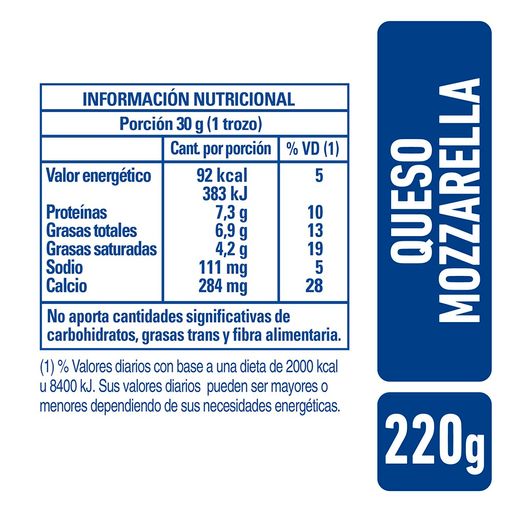 INFORMACIÓN NUTRICIONAL
Porción 30 g (1 trozo)
Cant. por porción % VD (1)
Valor energético 92 kcal 5
383 kJ
Proteínas 7,3 g 10
Grasas totales 6,9 g 13
Grasas saturadas 4,2 g 19
Sodio 111 mg 5
Calcio 284 mg 28
No aporta cantidades significativas de
carbohidratos, grasas trans y fibra alimentaria.
(1) % Valores diarios con base a una dieta de 2000 kcal
u 8400 kJ. Sus valores diarios pueden ser mayores o
menores dependiendo de sus necesidades energéticas.
QUESO
MOZZARELLA
220g